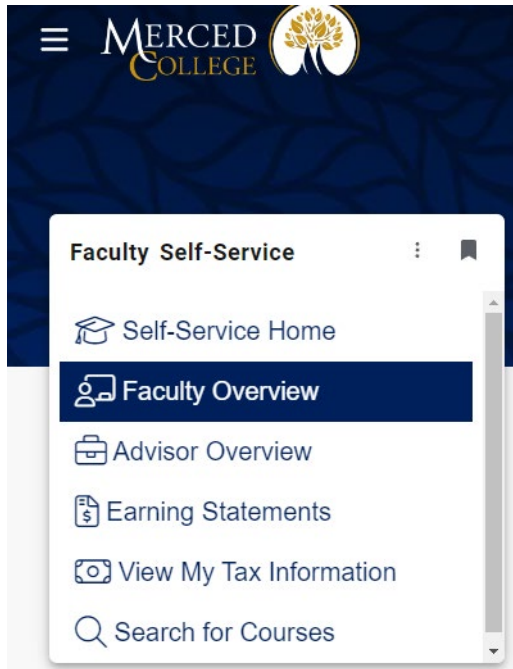 MERCED
COLLEGE
Faculty Self-Service
Self-Service Home
Faculty Overview
Advisor Overview
Earning Statements
View My Tax Information
Search for Courses